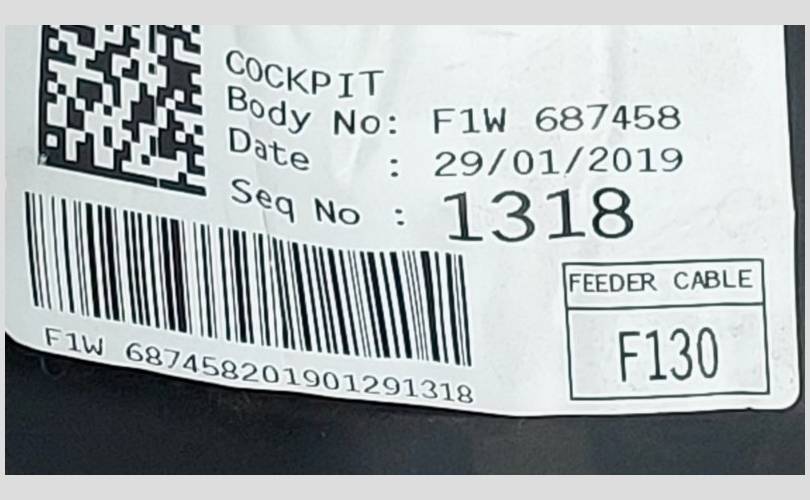 COCKPIT
Body No: F1W 687458
Date : 29/01/2019
Seq No : 1318
FEEDER CABLE
F130
F1W 687458201901291318